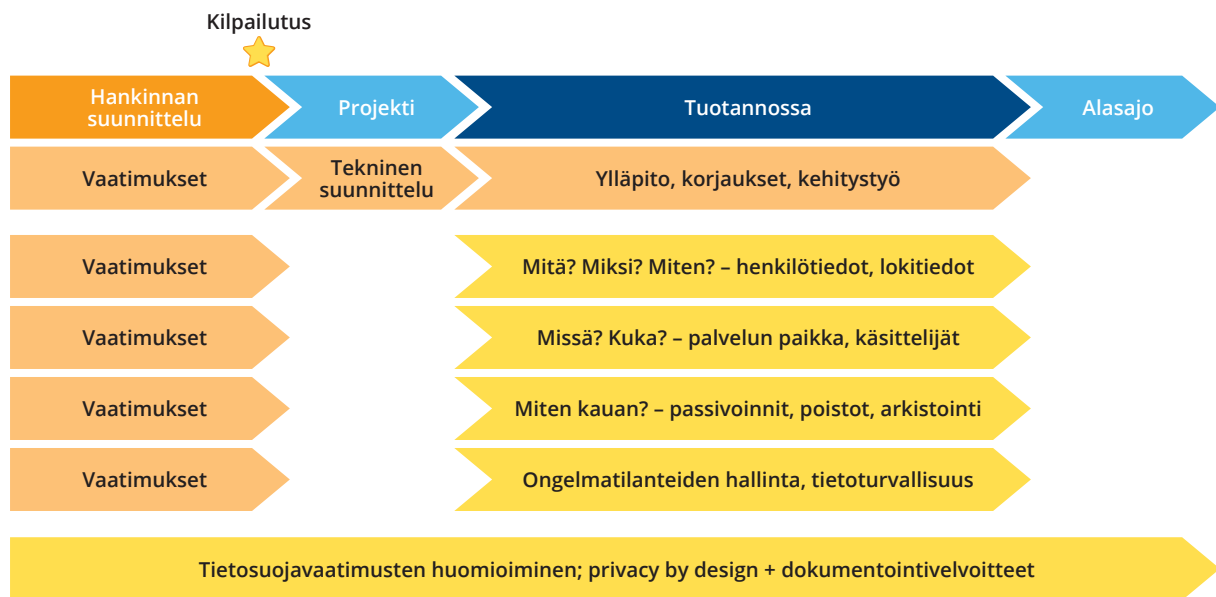 Kilpailutus
Hankinnan
suunnittelu
Projekti
Tuotannossa
Alasajo
Vaatimukset
Tekninen
suunnittelu
Ylläpito, korjaukset, kehitystyö
Vaatimukset
Mitä? Miksi? Miten? – henkilötiedot, lokitiedot
Vaatimukset
Missä? Kuka? – palvelun paikka, käsittelijät
Vaatimukset
Miten kauan? – passivoinnit, poistot, arkistointi
Vaatimukset
Ongelmatilanteiden hallinta, tietoturvallisuus
Tietosuojavaatimusten huomioiminen; privacy by design + dokumentointivelvoitteet